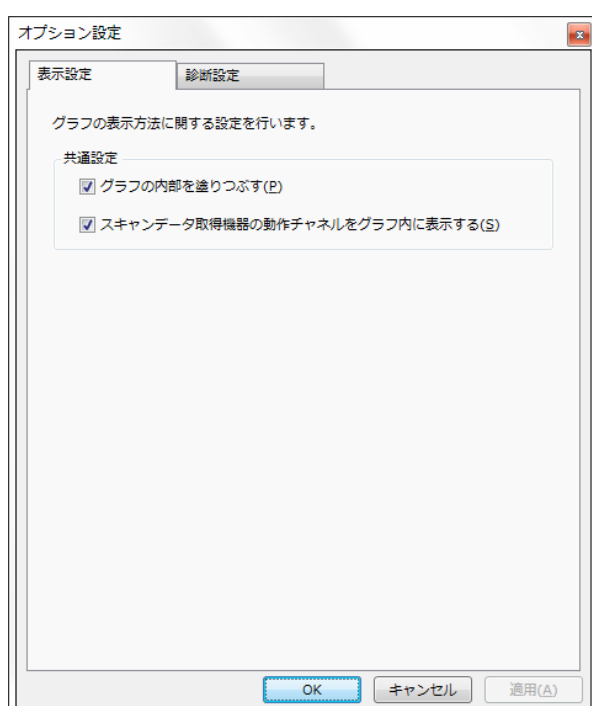 オプション設定
表示設定 診断設定
グラフの表示方法に関する設定を行います。
共通設定
グラフの内部を塗りつぶす(P)
スキャンデータ取得機器の動作チャネルをグラフ内に表示する(S)
OK キャンセル 適用(A)